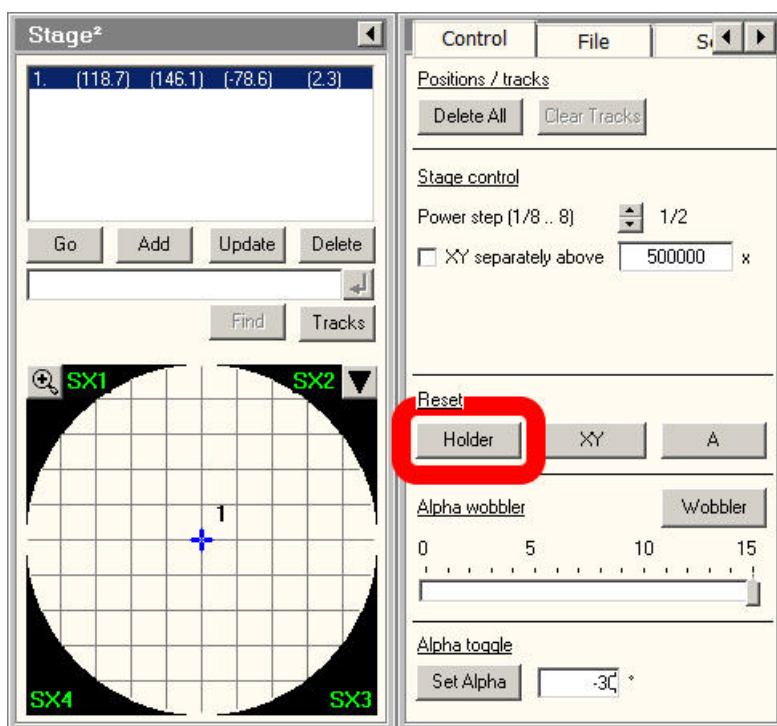 Stage²
1. (118.7) (146.1) (-78.6) (2.3)
Go Add Update Delete
Find Tracks
SX1 SX2
1
SX4 SX3
Control File
Positions / tracks
Delete All Clear Tracks
Stage control
Power step (1/8 .. 8) 1/2
XY separately above 500000 x
Reset
Holder XY A
Alpha wobbler Wobbler
0 5 10 15
Alpha toggle
Set Alpha -30 °